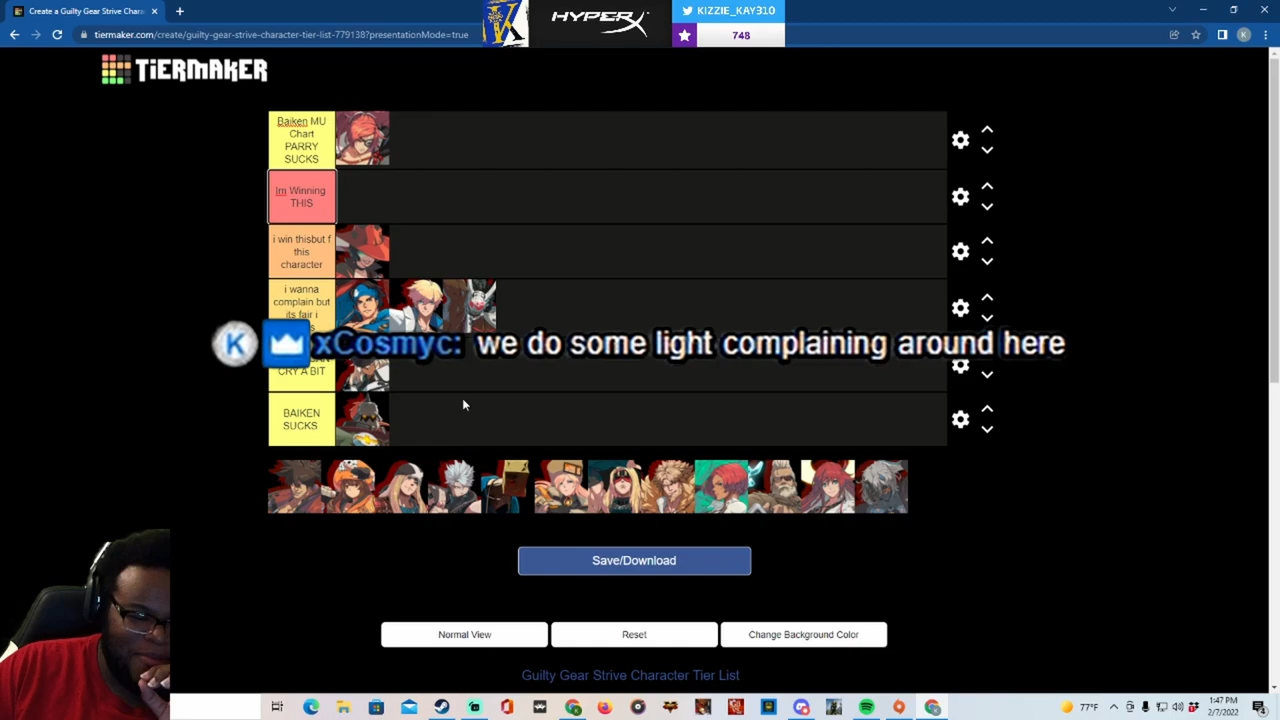 Create a Guilty Gear Strive Chara
tiermaker.com/create/guilty-gear-strive-character-tier-list-779138?presentationMode=true
HYPERX
KIZZIE_KAY310
748
TiERMAKER
Baiken MU
Chart
PARRY
SUCKS
Im Winning
THIS
i win thisbut f
this
character
i wanna
complain but
its fair i
K xCosmyc: we do some light complaining around here
CRY A BIT
BAIKEN
SUCKS
Save/Download
Normal View
Reset
Change Background Color
Guilty Gear Strive Character Tier List
77°F
1:47 PM
2/7/2022